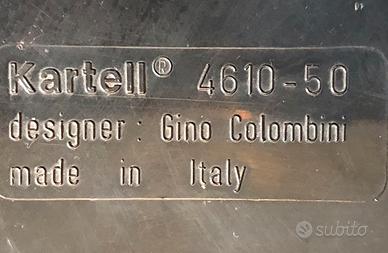 Kartell® 4610-50
designer: Gino Colombini
made in Italy
subito